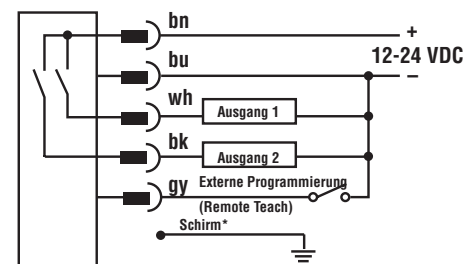 bn
+
12-24 VDC
bu
–
wh
Ausgang 1
bk
Ausgang 2
gy
Externe Programmierung
(Remote Teach)
Schirm*